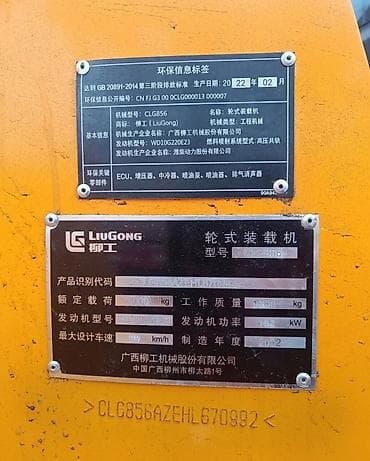 环保信息标签
达到 GB 20891-2014 第三阶段排放标准 生产日期:2022年02月
环保信息公开编号:CN FJ G3 00 0CLG000013 000007
机械型号:CLG856 名称:轮式装载机
商标:柳工(LiuGong) 机械类型:工程机械
基本信息 机械生产企业名称:广西柳工机械股份有限公司
发动机型号:WD10G220E23 燃料喷射系统型式:高压共轨
发动机生产企业名称:潍柴动力股份有限公司
环保关键零部件 ECU、增压器、中冷器、喷油泵、喷油器、排气消声器
LIUGONG 柳工
轮式装载机
型号
产品识别代码
额定载荷 kg 工作质量 kg
发动机型号 发动机功率 kW
最大设计车速 km/h 制造年度
广西柳工机械股份有限公司
中国广西柳州市柳太路1号
>CLG856AZEHL670992<